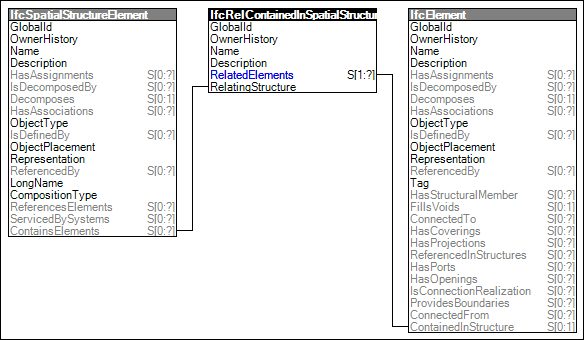 IfcSpatialStructureElement
GlobalId
OwnerHistory
Name
Description
HasAssignments S[0:?]
IsDecomposedBy S[0:?]
Decomposes S[0:1]
HasAssociations S[0:?]
ObjectType
IsDefinedBy S[0:?]
ObjectPlacement
Representation
ReferencedBy S[0:?]
LongName
CompositionType
ReferencesElements S[0:?]
ServicedBySystems S[0:?]
ContainsElements S[0:?]
IfcRelContainedInSpatialStructure
GlobalId
OwnerHistory
Name
Description
RelatedElements S[1:?]
RelatingStructure
IfcElement
GlobalId
OwnerHistory
Name
Description
HasAssignments S[0:?]
IsDecomposedBy S[0:?]
Decomposes S[0:1]
HasAssociations S[0:?]
ObjectType
IsDefinedBy S[0:?]
ObjectPlacement
Representation
ReferencedBy S[0:?]
Tag
HasStructuralMember S[0:?]
FillsVoids S[0:1]
ConnectedTo S[0:?]
HasCoverings S[0:?]
HasProjections S[0:?]
ReferencedInStructures S[0:?]
HasPorts S[0:?]
HasOpenings S[0:?]
IsConnectionRealization S[0:?]
ProvidesBoundaries S[0:?]
ConnectedFrom S[0:?]
ContainedInStructure S[0:1]